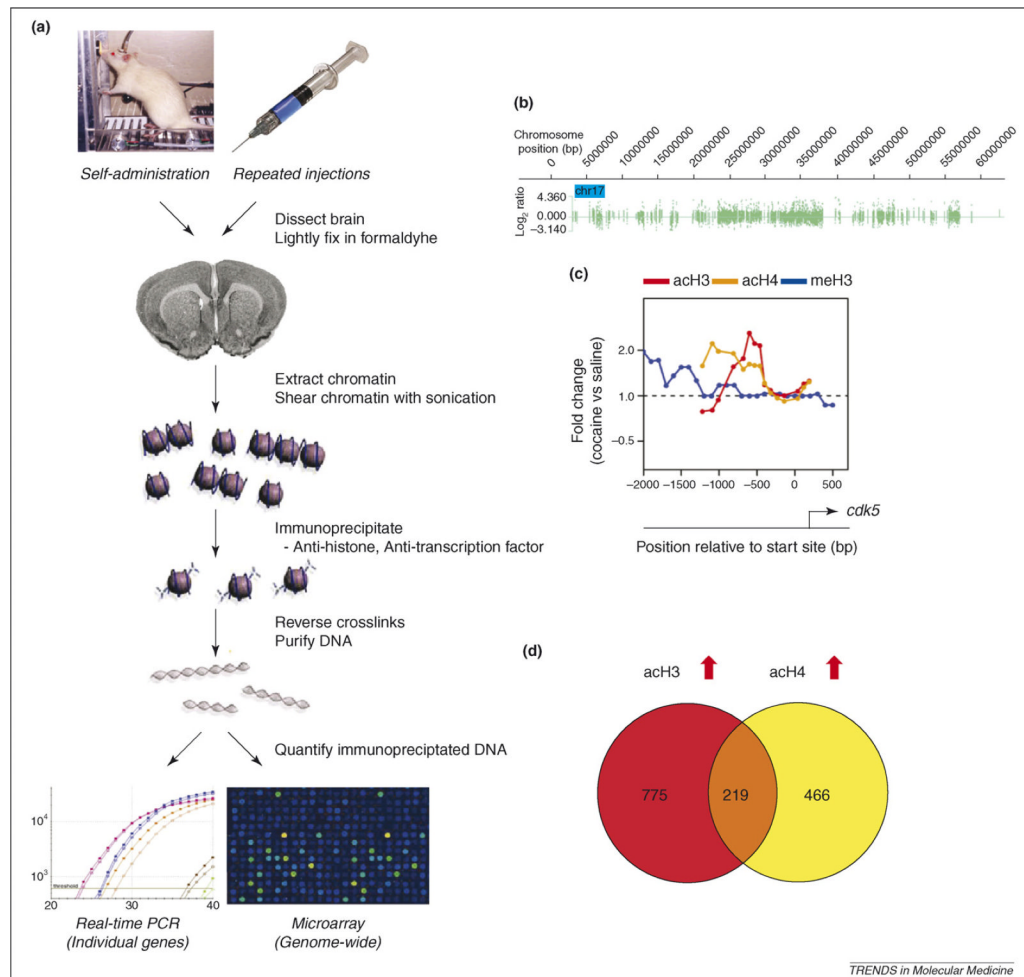 (a)
Self-administration
Repeated injections
Dissect brain
Lightly fix in formaldyhe
Extract chromatin
Shear chromatin with sonication
Immunoprecipitate
- Anti-histone, Anti-transcription factor
Reverse crosslinks
Purify DNA
Quantify immunopreciptated DNA
10^4
10^3
threshold
20 30 40
Real-time PCR
(Individual genes)
Microarray
(Genome-wide)
(b)
Chromosome
position (bp)
0 5000000 10000000 15000000 20000000 25000000 30000000 35000000 40000000 45000000 50000000 55000000 60000000
chr17
Log2 ratio
4.360
0.000
−3.140
(c)
acH3 acH4 meH3
Fold change
(cocaine vs saline)
2.0
1.0
−0.5
−2000 −1500 −1000 −500 0 500
cdk5
Position relative to start site (bp)
(d)
acH3 acH4
775 219 466
TRENDS in Molecular Medicine